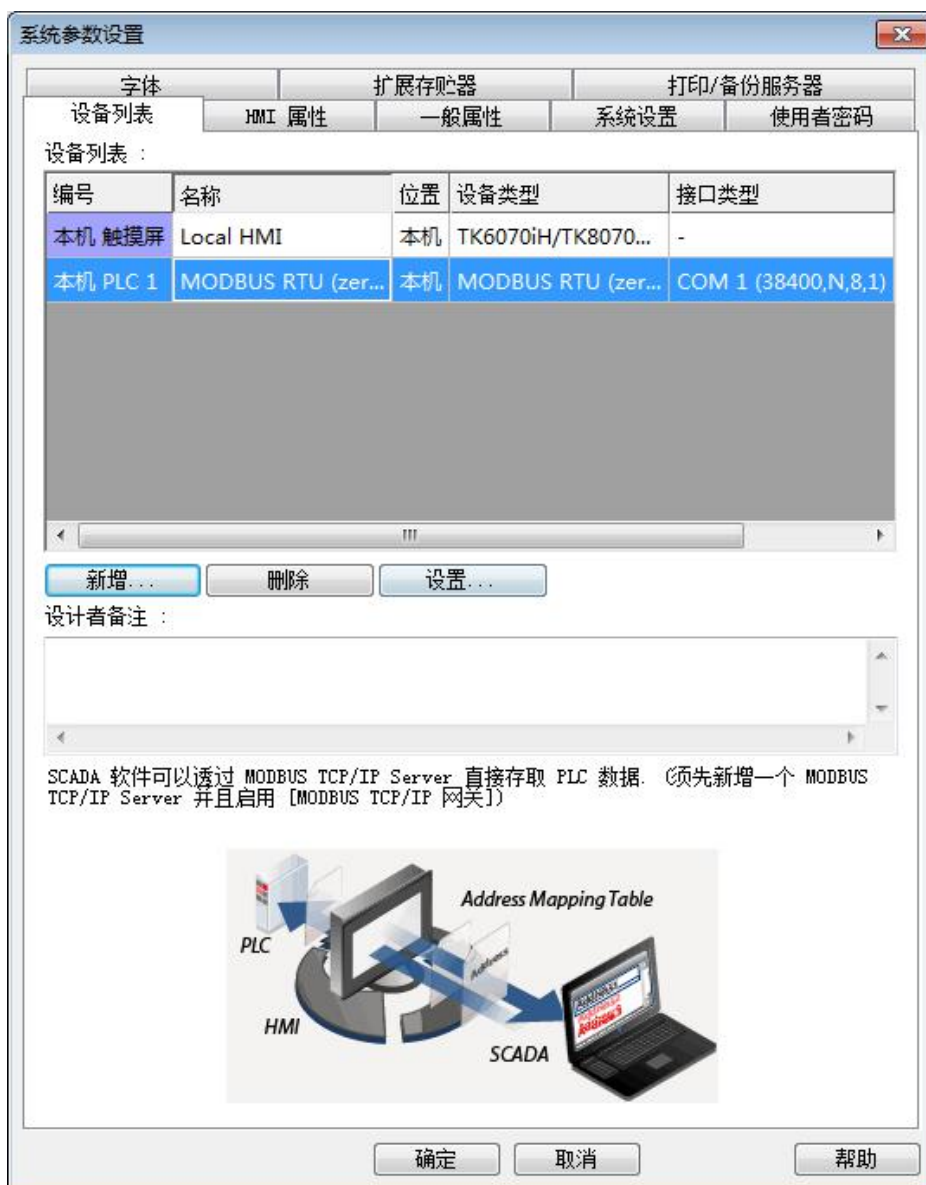 系统参数设置
字体 扩展存贮器 打印/备份服务器
设备列表 HMI 属性 一般属性 系统设置 使用者密码
设备列表 :
编号 名称 位置 设备类型 接口类型
本机 触摸屏 Local HMI 本机 TK6070iH/TK8070... -
本机 PLC 1 MODBUS RTU (zer... 本机 MODBUS RTU (zer... COM 1 (38400,N,8,1)
新增... 删除 设置...
设计者备注 :
SCADA 软件可以透过 MODBUS TCP/IP Server 直接存取 PLC 数据. (须先新增一个 MODBUS
TCP/IP Server 并且启用 [MODBUS TCP/IP 网关])
Address Mapping Table
PLC
Address
HMI
SCADA
确定 取消 帮助